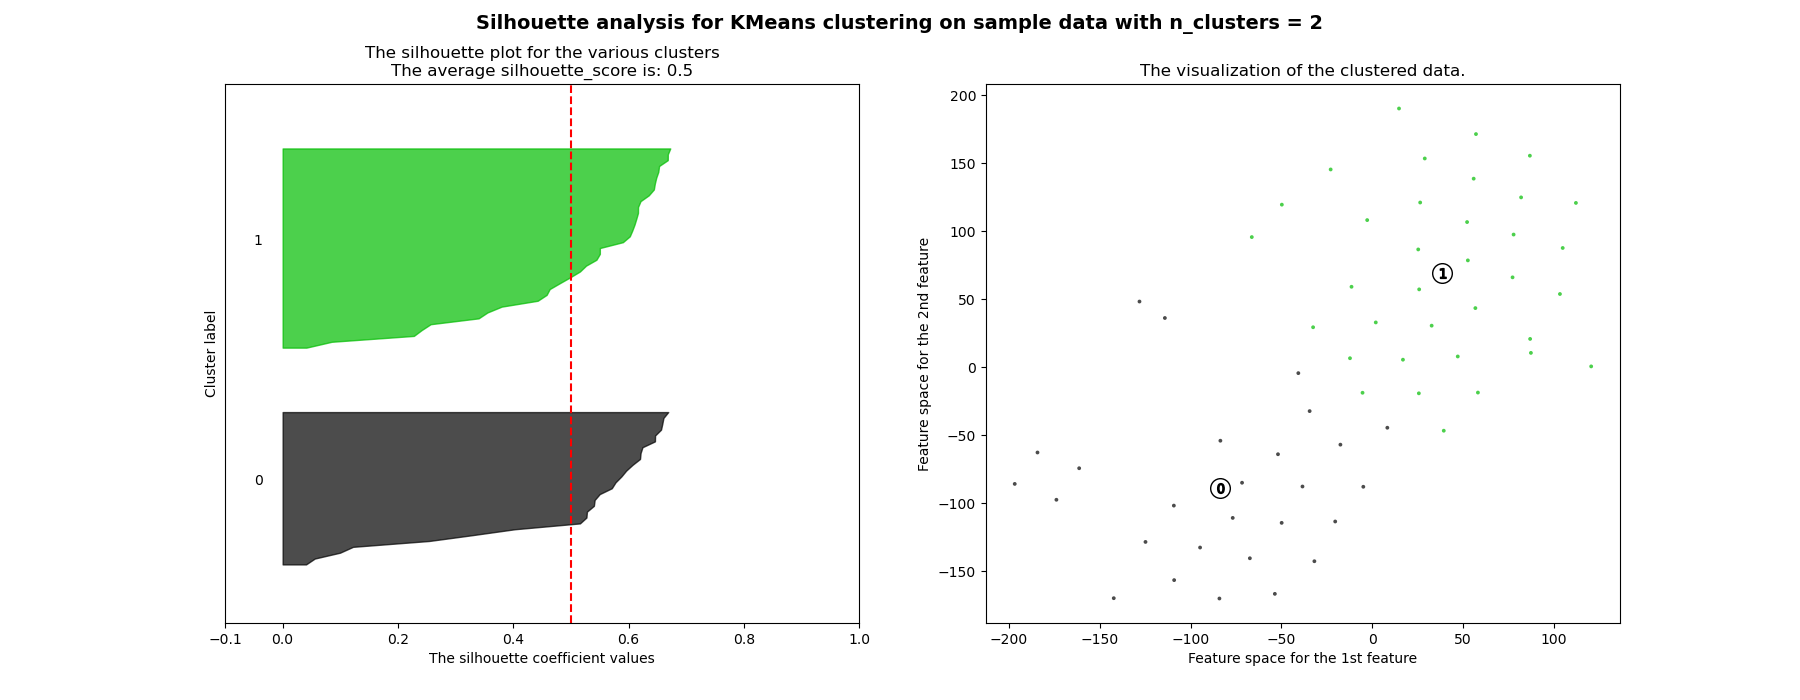 Silhouette analysis for KMeans clustering on sample data with n_clusters = 2
The silhouette plot for the various clusters
The average silhouette_score is: 0.5
1
0
Cluster label
−0.1 0.0 0.2 0.4 0.6 0.8 1.0
The silhouette coefficient values
The visualization of the clustered data.
200
150
100
50
0
−50
−100
−150
Feature space for the 2nd feature
1
0
−200 −150 −100 −50 0 50 100
Feature space for the 1st feature